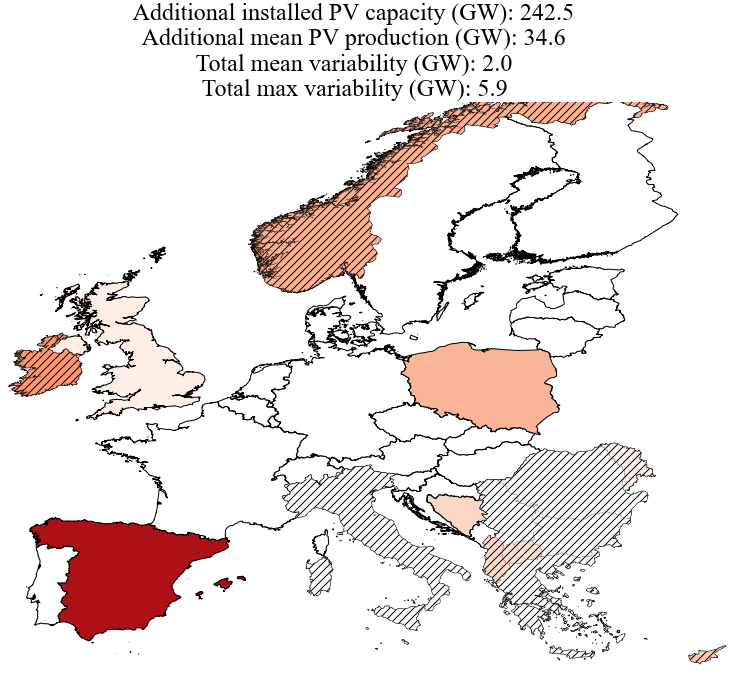 Additional installed PV capacity (GW): 242.5
Additional mean PV production (GW): 34.6
Total mean variability (GW): 2.0
Total max variability (GW): 5.9